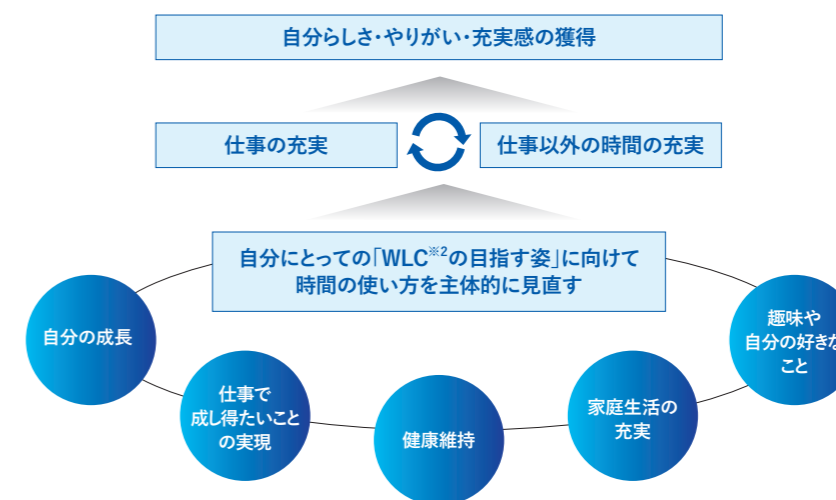 自分らしさ・やりがい・充実感の獲得
仕事の充実
仕事以外の時間の充実
自分にとっての「WLC※2の目指す姿」に向けて
時間の使い方を主体的に見直す
自分の成長
仕事で
成し得たいこと
の実現
健康維持
家庭生活の
充実
趣味や
自分の好きな
こと